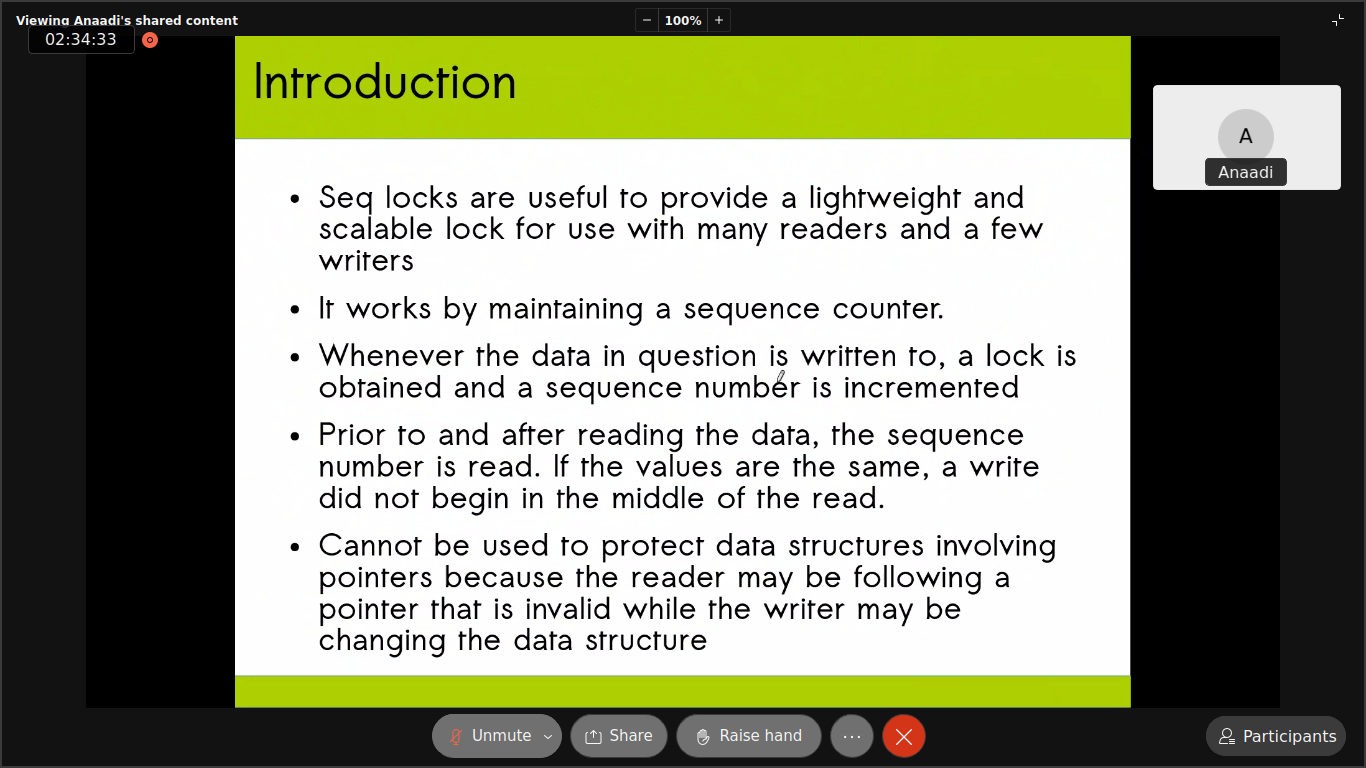 Viewing Anaadi's shared content
− 100% +
02:34:33
Introduction
A
Anaadi
• Seq locks are useful to provide a lightweight and
scalable lock for use with many readers and a few
writers
• It works by maintaining a sequence counter.
• Whenever the data in question is written to, a lock is
obtained and a sequence number is incremented
• Prior to and after reading the data, the sequence
number is read. If the values are the same, a write
did not begin in the middle of the read.
• Cannot be used to protect data structures involving
pointers because the reader may be following a
pointer that is invalid while the writer may be
changing the data structure
Unmute Share Raise hand ... Participants